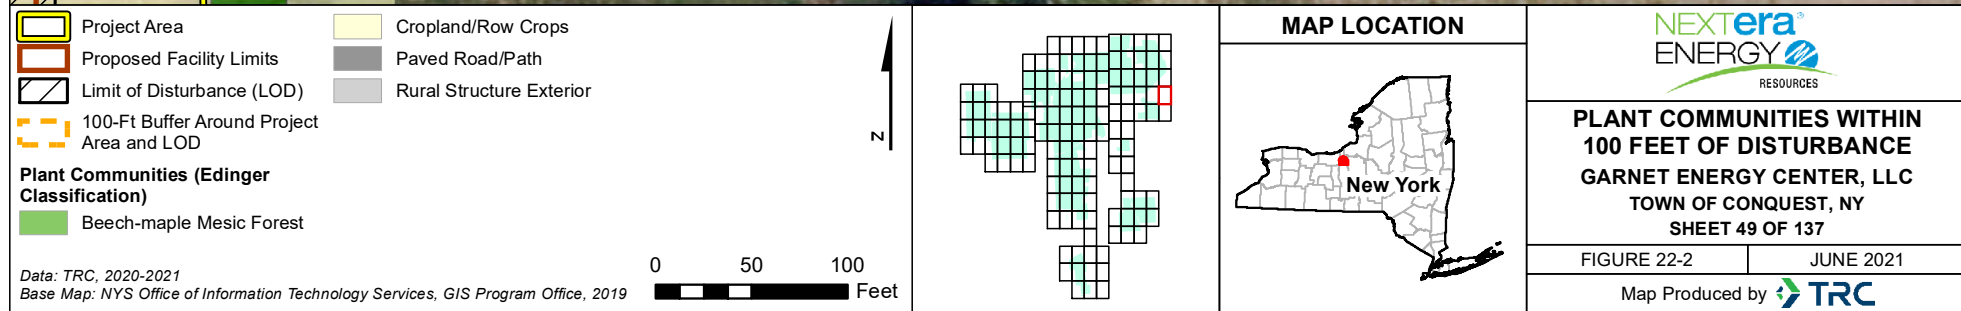 Project Area
Proposed Facility Limits
Limit of Disturbance (LOD)
100-Ft Buffer Around Project
Area and LOD
Plant Communities (Edinger
Classification)
Beech-maple Mesic Forest
Cropland/Row Crops
Paved Road/Path
Rural Structure Exterior
Data: TRC, 2020-2021
Base Map: NYS Office of Information Technology Services, GIS Program Office, 2019
0 50 100
Feet
N
MAP LOCATION
New York
NEXTera®
ENERGY
RESOURCES
PLANT COMMUNITIES WITHIN
100 FEET OF DISTURBANCE
GARNET ENERGY CENTER, LLC
TOWN OF CONQUEST, NY
SHEET 49 OF 137
FIGURE 22-2
JUNE 2021
Map Produced by TRC